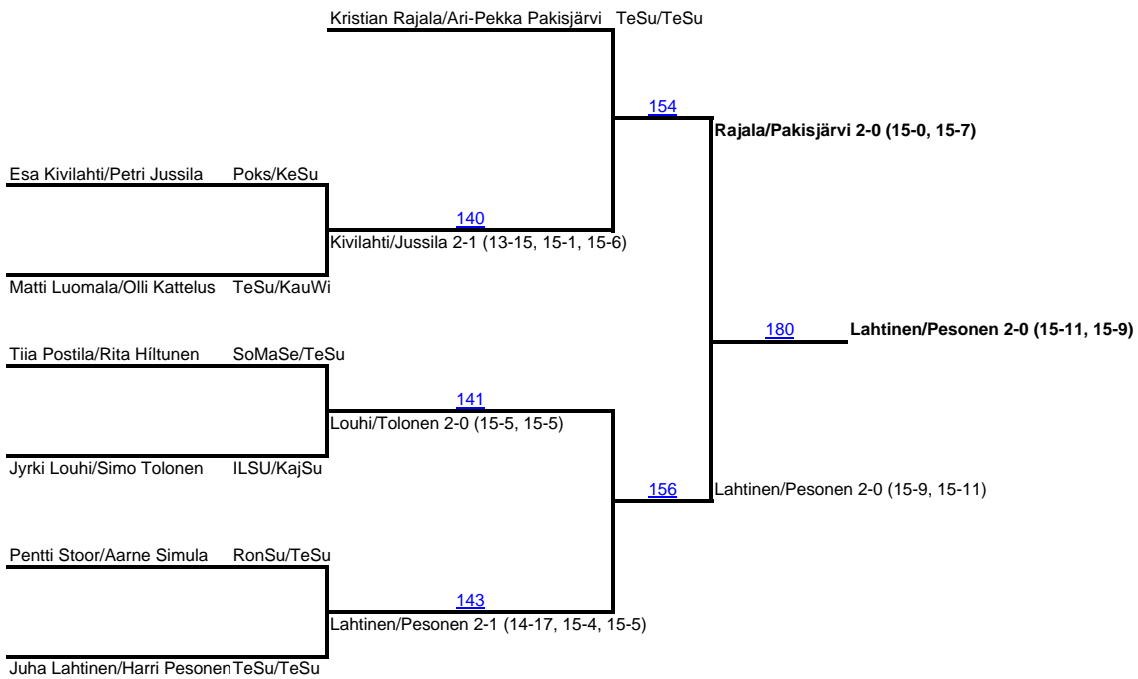 Kristian Rajala/Ari-Pekka Pakisjärvi TeSu/TeSu
154
Rajala/Pakisjärvi 2-0 (15-0, 15-7)
Esa Kivilahti/Petri Jussila Poks/KeSu
140
Kivilahti/Jussila 2-1 (13-15, 15-1, 15-6)
Matti Luomala/Olli Kattelus TeSu/KauWi
180 Lahtinen/Pesonen 2-0 (15-11, 15-9)
Tiia Postila/Rita Híltunen SoMaSe/TeSu
141
Louhi/Tolonen 2-0 (15-5, 15-5)
Jyrki Louhi/Simo Tolonen ILSU/KajSu
156 Lahtinen/Pesonen 2-0 (15-9, 15-11)
Pentti Stoor/Aarne Simula RonSu/TeSu
143
Lahtinen/Pesonen 2-1 (14-17, 15-4, 15-5)
Juha Lahtinen/Harri Pesonen TeSu/TeSu